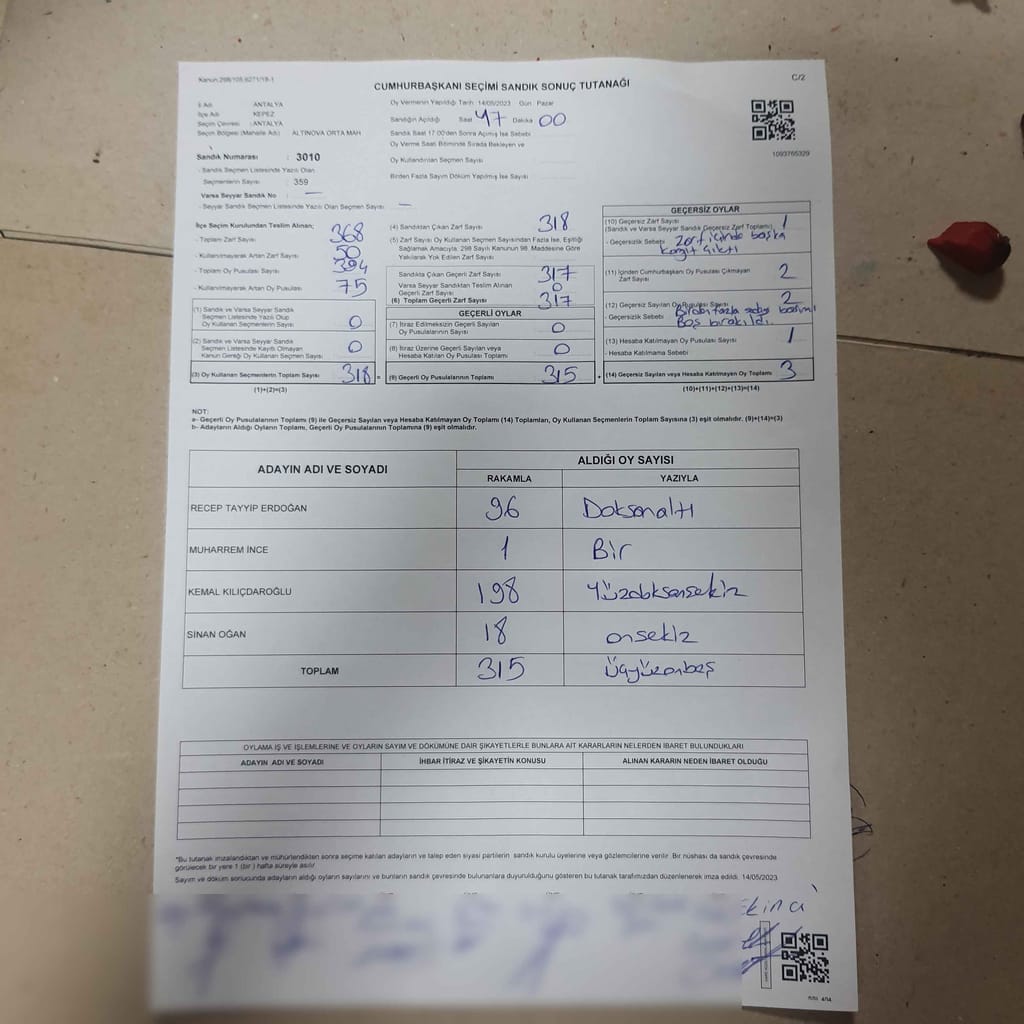 Kanun:298/105.6271/18-1
C/2
CUMHURBAŞKANI SEÇİMİ SANDIK SONUÇ TUTANAĞI
İl Adı : ANTALYA
İlçe Adı : KEPEZ
Seçim Çevresi : ANTALYA
Seçim Bölgesi (Mahalle Adı) : ALTINOVA ORTA MAH
Sandık Numarası : 3010
- Sandık Seçmen Listesinde Yazılı Olan
Seçmenlerin Sayısı : 359
Varsa Seyyar Sandık No : —
- Seyyar Sandık Seçmen Listesinde Yazılı Olan Seçmen Sayısı : —
Oy Vermenin Yapıldığı Tarih 14/05/2023 Gün : Pazar
Sandığın Açıldığı Saat 17 Dakika 00
Sandık Saat 17.00'den Sonra Açılmış İse Sebebi
Oy Verme Saati Bitiminde Sırada Bekleyen ve
Oy Kullandırılan Seçmen Sayısı
Birden Fazla Sayım Döküm Yapılmış İse Sayısı
1093765329
İlçe Seçim Kurulundan Teslim Alınan;
- Toplam Zarf Sayısı : 368
- Kullanılmayarak Artan Zarf Sayısı : 50
- Toplam Oy Pusulası Sayısı : 394
- Kullanılmayarak Artan Oy Pusulası : 75
(1) Sandık ve Varsa Seyyar Sandık
Seçmen Listesinde Yazılı Olup
Oy Kullanan Seçmenlerin Sayısı : 0
(2) Sandık ve Varsa Seyyar Sandık
Seçmen Listesinde Kayıtlı Olmayan
Kanun Gereği Oy Kullanan Seçmen Sayısı : 0
(3) Oy Kullanan Seçmenlerin Toplam Sayısı : 318 =
(1)+(2)=(3)
(4) Sandıktan Çıkan Zarf Sayısı : 318
(5) Zarf Sayısı Oy Kullanan Seçmen Sayısından Fazla ise, Eşitliği
Sağlamak Amacıyla, 298 Sayılı Kanunun 98. Maddesine Göre
Yakılarak Yok Edilen Zarf Sayısı
Sandıkta Çıkan Geçerli Zarf Sayısı : 317
Varsa Seyyar Sandıktan Teslim Alınan
Geçerli Zarf Sayısı : 0
(6) Toplam Geçerli Zarf Sayısı : 317
GEÇERLİ OYLAR
(7) İtiraz Edilmeksizin Geçerli Sayılan
Oy Pusulalarının Sayısı : 0
(8) İtiraz Üzerine Geçerli Sayılan veya
Hesaba Katılan Oy Pusulası Toplamı : 0
(9) Geçerli Oy Pusulalarının Toplamı : 315 +
GEÇERSİZ OYLAR
(10) Geçersiz Zarf Sayısı : 1
(Sandık ve Varsa Seyyar Sandık Geçersiz Zarf Toplamı)
- Geçersizlik Sebebi : Zarf içinde başka
kağıt çıktı
(11) İçinden Cumhurbaşkanı Oy Pusulası Çıkmayan
Zarf Sayısı : 2
(12) Geçersiz Sayılan Oy Pusulası Sayısı : 2
- Geçersizlik Sebebi : Birden fazla basımı
Boş bırakıldı.
(13) Hesaba Katılmayan Oy Pusulası Sayısı : 1
- Hesaba Katılmama Sebebi
(14) Geçersiz Sayılan veya Hesaba Katılmayan Oy Toplamı : 3
(10)+(11)+(12)+(13)=(14)
NOT:
a- Geçerli Oy Pusulalarının Toplamı (9) ile Geçersiz Sayılan veya Hesaba Katılmayan Oy Toplamı (14) Toplamları, Oy Kullanan Seçmenlerin Toplam Sayısına (3) eşit olmalıdır. (9)+(14)=(3)
b- Adayların Aldığı Oyların Toplamı, Geçerli Oy Pusulalarının Toplamına (9) eşit olmalıdır.
ADAYIN ADI VE SOYADI ALDIĞI OY SAYISI
RAKAMLA YAZIYLA
RECEP TAYYİP ERDOĞAN 96 Doksanaltı
MUHARREM İNCE 1 Bir
KEMAL KILIÇDAROĞLU 198 Yüzdoksansekiz
SİNAN OĞAN 18 onsekiz
TOPLAM 315 üçyüzonbeş
OYLAMA İŞ VE İŞLEMLERİNE VE OYLARIN SAYIM VE DÖKÜMÜNE DAİR ŞİKAYETLERLE BUNLARA AİT KARARLARIN NELERDEN İBARET BULUNDUKLARI
ADAYIN ADI VE SOYADI İHBAR İTİRAZ VE ŞİKAYETİN KONUSU ALINAN KARARIN NEDEN İBARET OLDUĞU
*Bu tutanak imzalandıktan ve mühürlendikten sonra seçime katılan adayların ve talep eden siyasi partilerin sandık kurulu üyelerine veya gözlemcilerine verilir. Bir nüshası da sandık çevresinde
görülecek bir yere 1 (bir) hafta süreyle asılır.
Sayım ve döküm sonucunda adayların aldığı oyların sayılarını ve bunların sandık çevresinde bulunanlara duyurulduğunu gösteren bu tutanak tarafımızdan düzenlenerek imza edildi. 14/05/2023